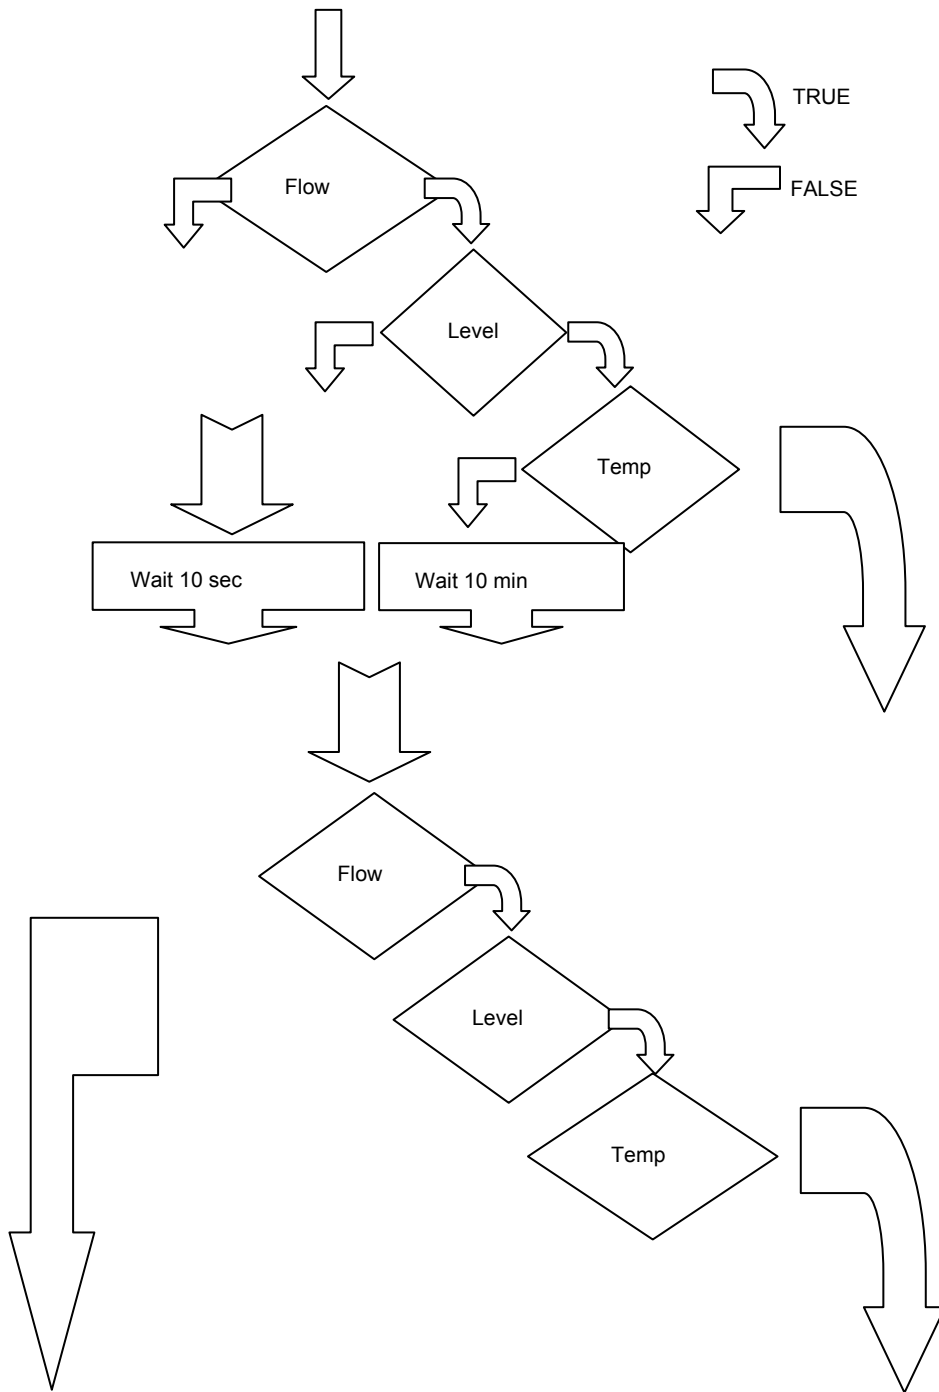 TRUE
Flow
FALSE
Level
Temp
Wait 10 sec
Wait 10 min
Flow
Level
Temp